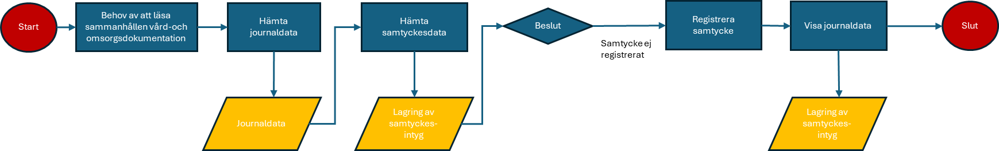 Start
Behov av att läsa
sammanhållen vård-och
omsorgsdokumentation
Hämta
journaldata
Hämta
samtyckesdata
Beslut
Samtycke ej
registrerat
Registrera
samtycke
Visa journaldata
Slut
Journaldata
Lagring av
samtyckes-
intyg
Lagring av
samtyckes-
intyg